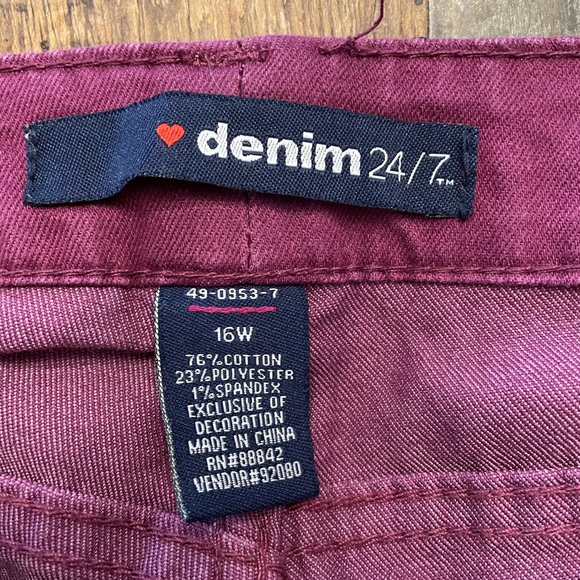 denim 24/7 TM
49-0953-7
16W
76%COTTON
23%POLYESTER
1%SPANDEX
EXCLUSIVE OF
DECORATION
MADE IN CHINA
RN#88842
VENDOR#92080